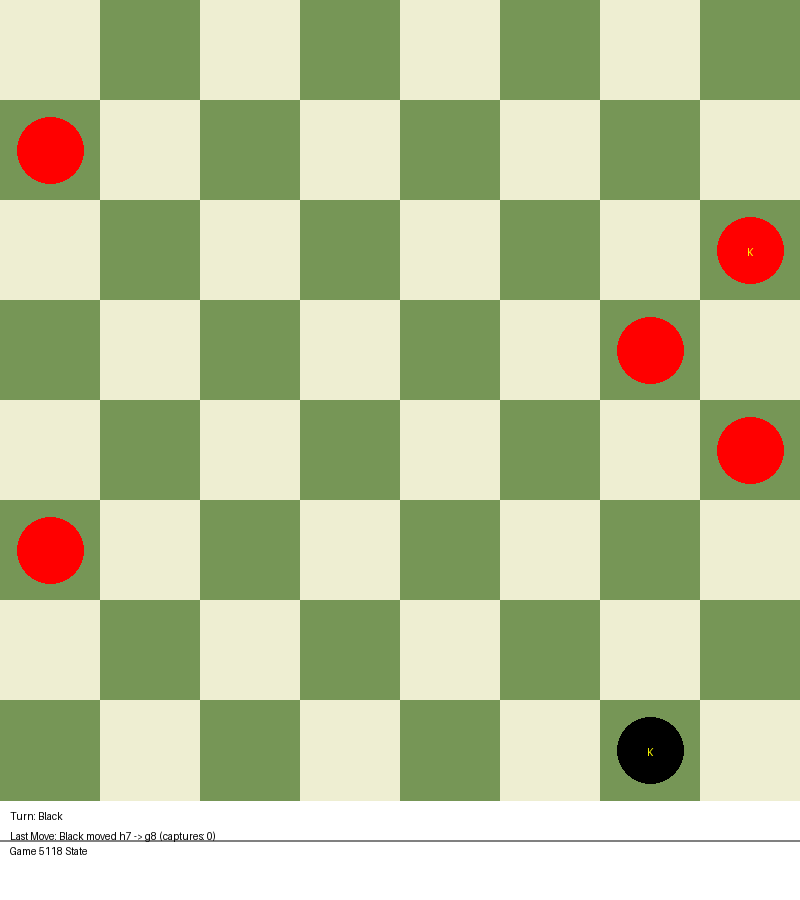 K
K
Turn: Black
Last Move: Black moved h7 -> g8 (captures: 0)
Game 5118 State